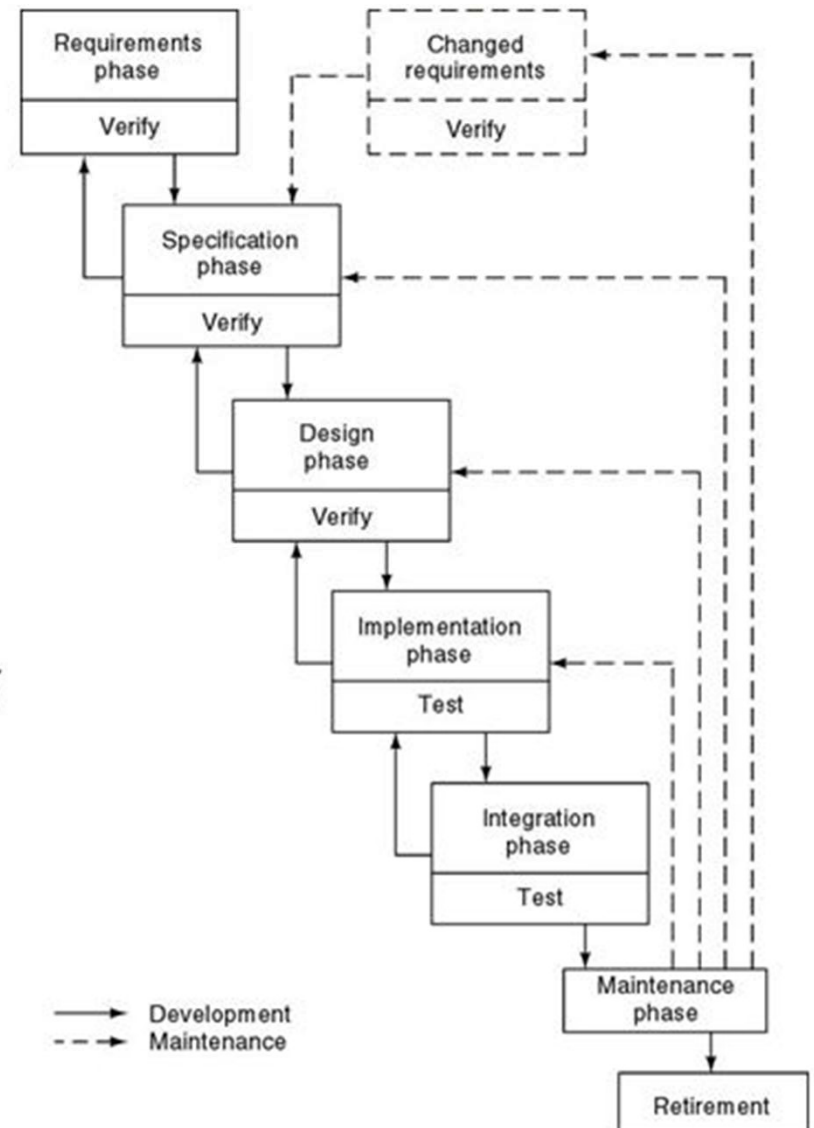 Requirements
phase
Verify
Changed
requirements
Verify
Specification
phase
Verify
Design
phase
Verify
Implementation
phase
Test
Integration
phase
Test
Maintenance
phase
Development
Maintenance
Retirement